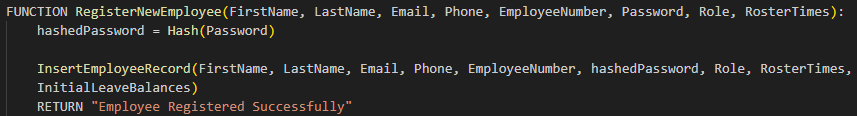 FUNCTION RegisterNewEmployee(FirstName, LastName, Email, Phone, EmployeeNumber, Password, Role, RosterTimes):
hashedPassword = Hash(Password)
InsertEmployeeRecord(FirstName, LastName, Email, Phone, EmployeeNumber, hashedPassword, Role, RosterTimes,
InitialLeaveBalances)
RETURN "Employee Registered Successfully"